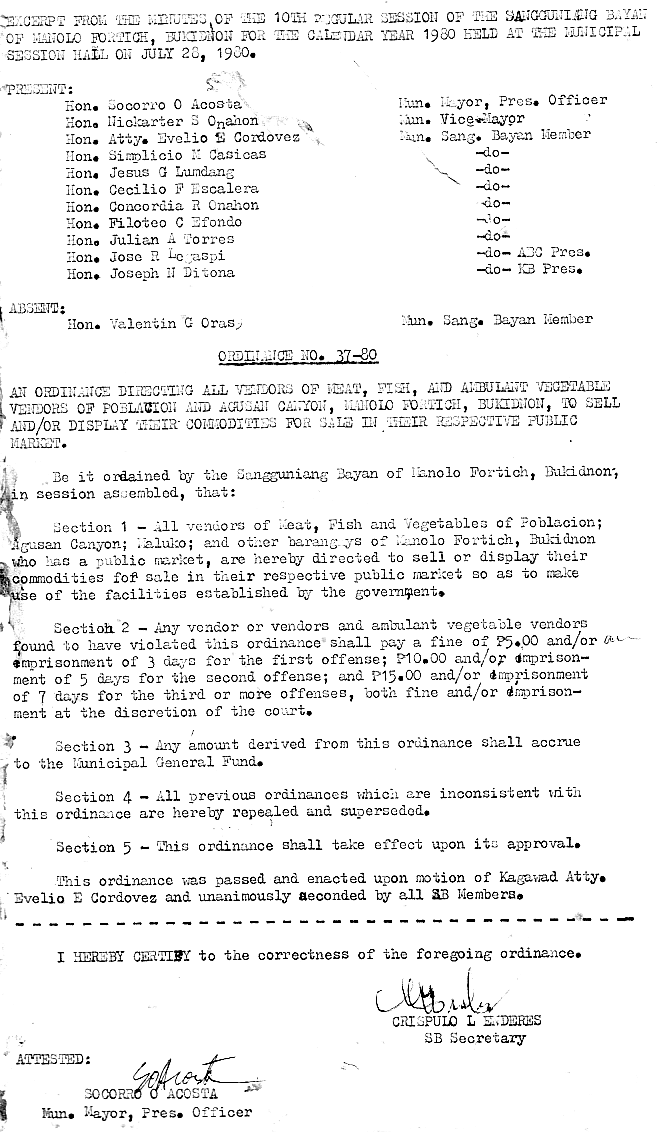 EXCERPT FROM THE MINUTES OF THE 10TH REGULAR SESSION OF THE SANGGUNIANG BAYAN
OF MANOLO FORTICH, BUKIDNON FOR THE CALENDAR YEAR 1980 HELD AT THE MUNICIPAL
SESSION HALL ON JULY 28, 1980.
PRESENT:
Hon. Socorro O Acosta Mun. Mayor, Pres. Officer
Hon. Nickarter S Onahon Mun. Vice-Mayor
Hon. Atty. Evelio E Cordovez Mun. Sang. Bayan Member
Hon. Simplicio M Casicas -do-
Hon. Jesus G Lumdang -do-
Hon. Cecilio F Escalera -do-
Hon. Concordia R Onahon -do-
Hon. Filoteo C Efondo -do-
Hon. Julian A Torres -do-
Hon. Jose R Legaspi -do- ABC Pres.
Hon. Joseph N Ditona -do- KB Pres.
ABSENT:
Hon. Valentin G Orasy Mun. Sang. Bayan Member
ORDINANCE NO. 37-80
AN ORDINANCE DIRECTING ALL VENDORS OF MEAT, FISH, AND AMBULANT VEGETABLE
VENDORS OF POBLACION AND AGUSAN CANYON, MANOLO FORTICH, BUKIDNON, TO SELL
AND/OR DISPLAY THEIR COMMODITIES FOR SALE IN THEIR RESPECTIVE PUBLIC
MARKET.
Be it ordained by the Sangguniang Bayan of Manolo Fortich, Bukidnon,
in session assembled, that:
Section 1 - All vendors of Meat, Fish and Vegetables of Poblacion;
Agusan Canyon; Maluko; and other barangays of Manolo Fortich, Bukidnon
who has a public market, are hereby directed to sell or display their
commodities for sale in their respective public market so as to make
use of the facilities established by the government.
Section 2 - Any vendor or vendors and ambulant vegetable vendors
found to have violated this ordinance shall pay a fine of ₱5.00 and/or
imprisonment of 3 days for the first offense; ₱10.00 and/or imprison-
ment of 5 days for the second offense; and ₱15.00 and/or imprisonment
of 7 days for the third or more offenses, both fine and/or imprison-
ment at the discretion of the court.
Section 3 - Any amount derived from this ordinance shall accrue
to the Municipal General Fund.
Section 4 - All previous ordinances which are inconsistent with
this ordinance are hereby repealed and superseded.
Section 5 - This ordinance shall take effect upon its approval.
This ordinance was passed and enacted upon motion of Kagawad Atty.
Evelio E Cordovez and unanimously seconded by all SB Members.
I HEREBY CERTIFY to the correctness of the foregoing ordinance.
CRISPULO L ENDERES
SB Secretary
ATTESTED:
SOAcosta
SOCORRO O ACOSTA
Mun. Mayor, Pres. Officer